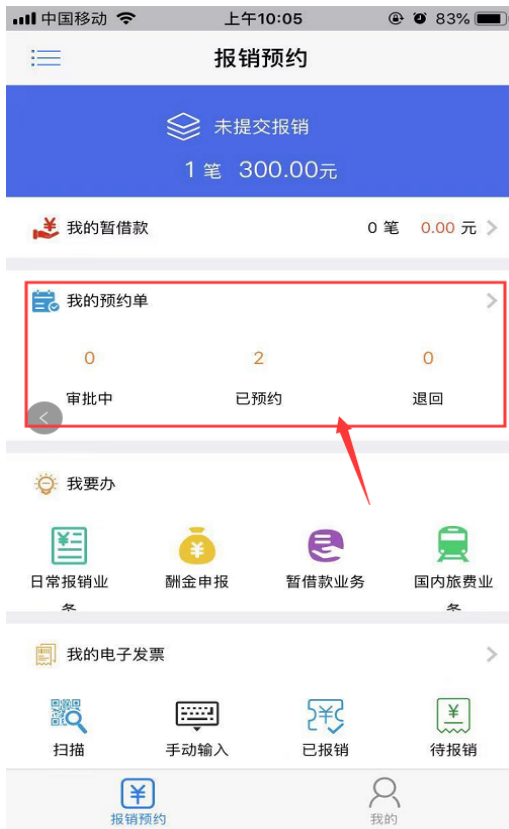 中国移动 上午10:05 83%
报销预约
未提交报销
1 笔 300.00元
我的暂借款 0 笔 0.00 元
我的预约单
0 2 0
审批中 已预约 退回
我要办
日常报销业务 酬金申报 暂借款业务 国内旅费业务
我的电子发票
扫描 手动输入 已报销 待报销
报销预约 我的